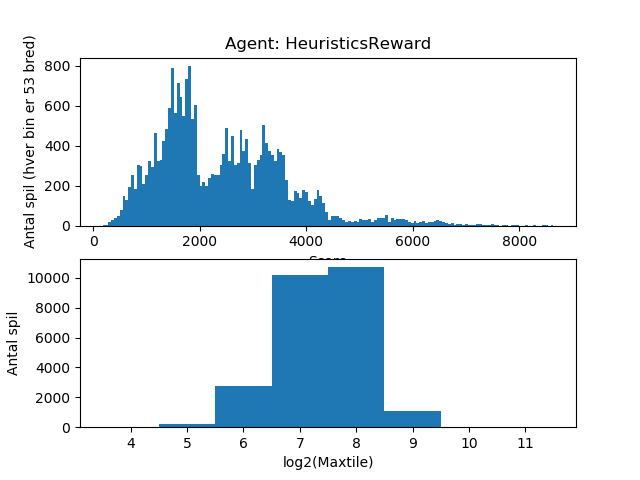 Agent: HeuristicsReward
Antal spil (hver bin er 53 bred)
800
600
400
200
0
0 2000 4000 6000 8000
Antal spil
10000
8000
6000
4000
2000
0
4 5 6 7 8 9 10 11
log2(Maxtile)